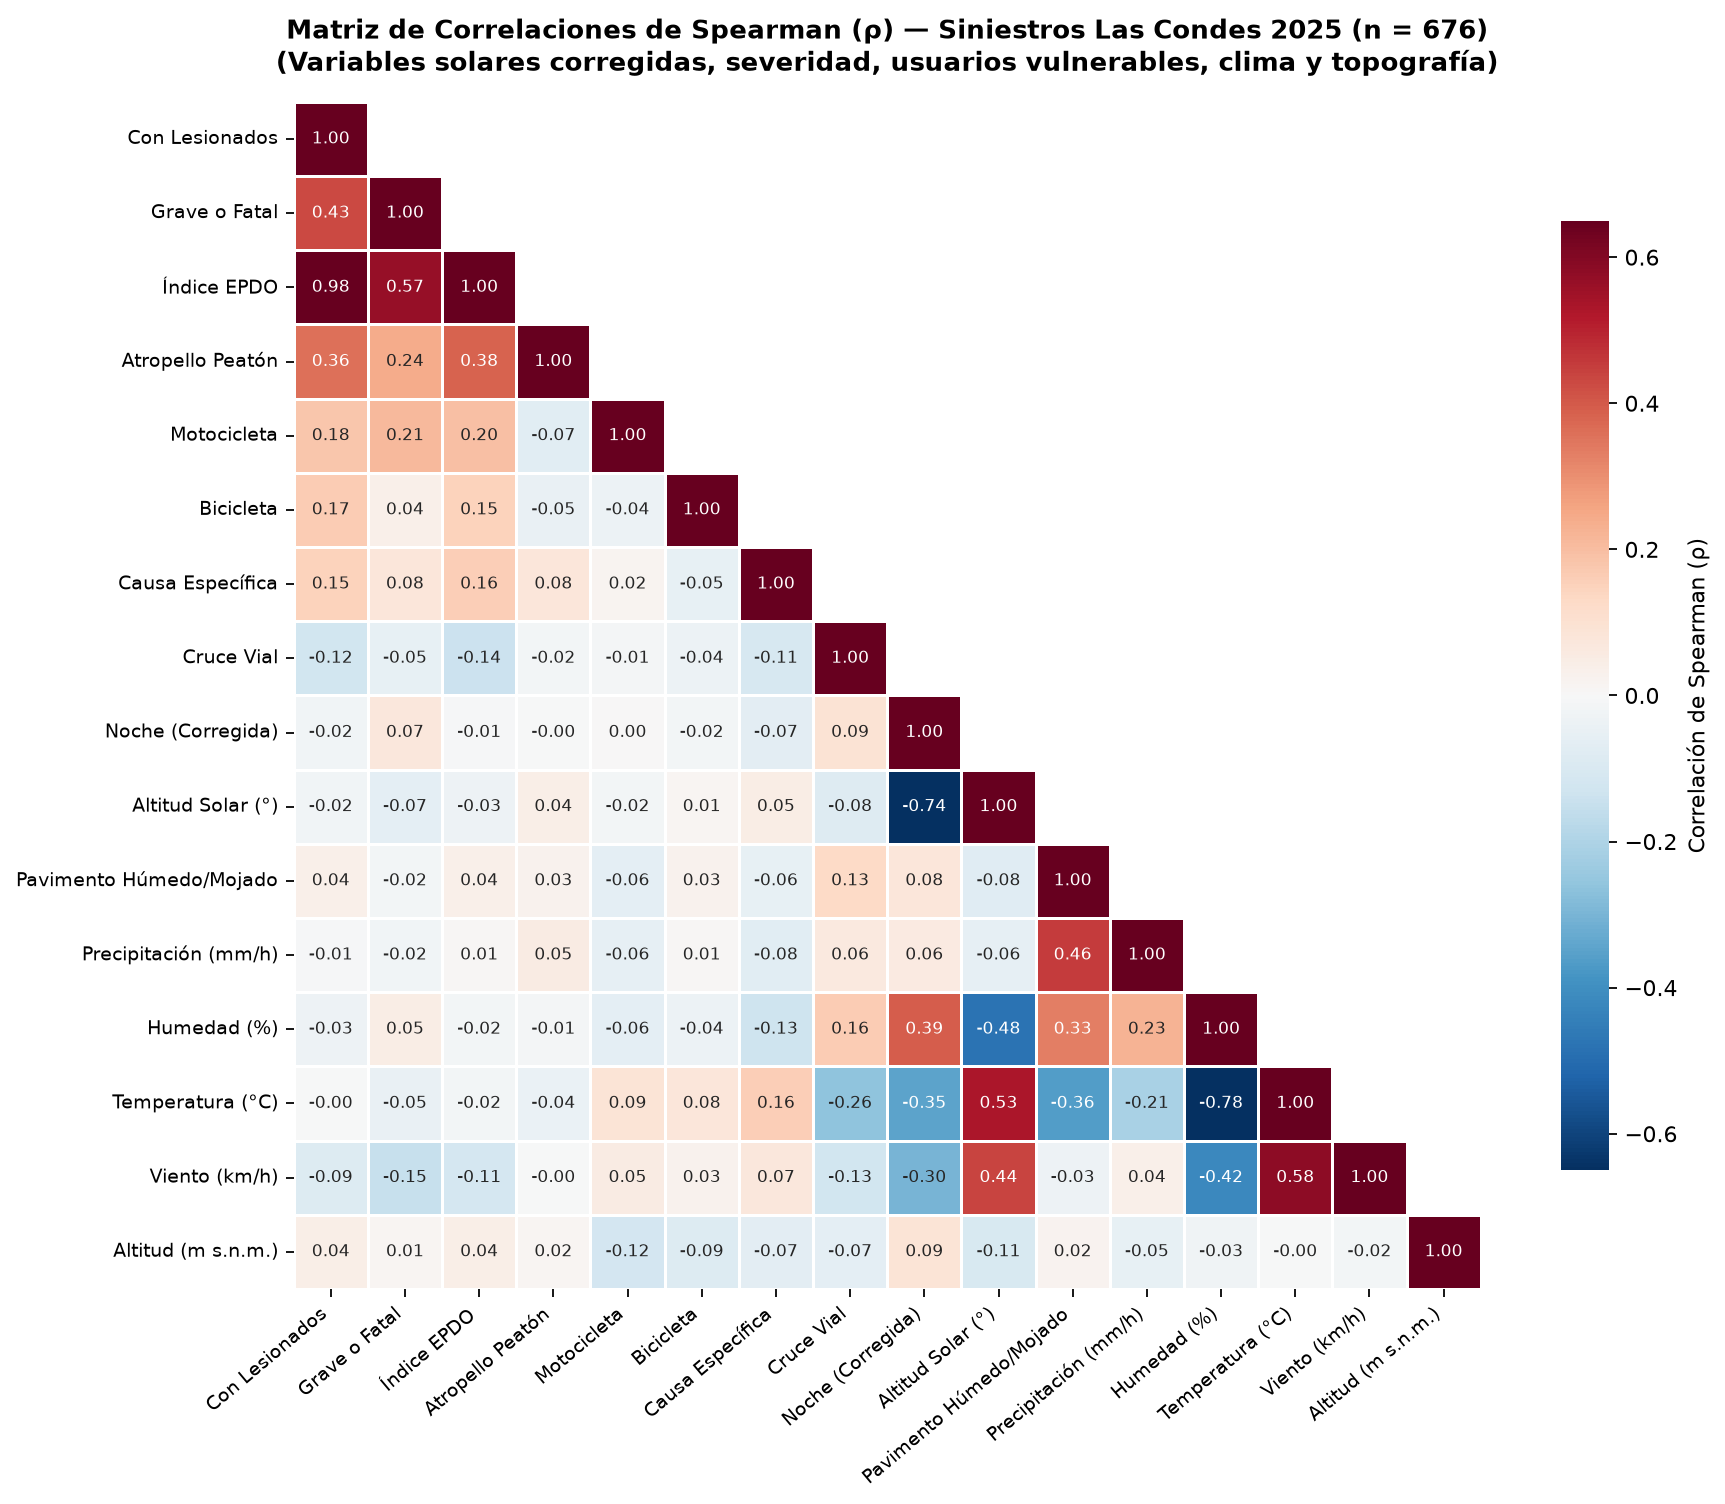 Matriz de Correlaciones de Spearman (ρ) — Siniestros Las Condes 2025 (n = 676)
(Variables solares corregidas, severidad, usuarios vulnerables, clima y topografía)
Con Lesionados 1.00
Grave o Fatal 0.43 1.00
Índice EPDO 0.98 0.57 1.00
Atropello Peatón 0.36 0.24 0.38 1.00
Motocicleta 0.18 0.21 0.20 -0.07 1.00
Bicicleta 0.17 0.04 0.15 -0.05 -0.04 1.00
Causa Específica 0.15 0.08 0.16 0.08 0.02 -0.05 1.00
Cruce Vial -0.12 -0.05 -0.14 -0.02 -0.01 -0.04 -0.11 1.00
Noche (Corregida) -0.02 0.07 -0.01 -0.00 0.00 -0.02 -0.07 0.09 1.00
Altitud Solar (°) -0.02 -0.07 -0.03 0.04 -0.02 0.01 0.05 -0.08 -0.74 1.00
Pavimento Húmedo/Mojado 0.04 -0.02 0.04 0.03 -0.06 0.03 -0.06 0.13 0.08 -0.08 1.00
Precipitación (mm/h) -0.01 -0.02 0.01 0.05 -0.06 0.01 -0.08 0.06 0.06 -0.06 0.46 1.00
Humedad (%) -0.03 0.05 -0.02 -0.01 -0.06 -0.04 -0.13 0.16 0.39 -0.48 0.33 0.23 1.00
Temperatura (°C) -0.00 -0.05 -0.02 -0.04 0.09 0.08 0.16 -0.26 -0.35 0.53 -0.36 -0.21 -0.78 1.00
Viento (km/h) -0.09 -0.15 -0.11 -0.00 0.05 0.03 0.07 -0.13 -0.30 0.44 -0.03 0.04 -0.42 0.58 1.00
Altitud (m s.n.m.) 0.04 0.01 0.04 0.02 -0.12 -0.09 -0.07 -0.07 0.09 -0.11 0.02 -0.05 -0.03 -0.00 -0.02 1.00
Con Lesionados
Grave o Fatal
Índice EPDO
Atropello Peatón
Motocicleta
Bicicleta
Causa Específica
Cruce Vial
Noche (Corregida)
Altitud Solar (°)
Pavimento Húmedo/Mojado
Precipitación (mm/h)
Humedad (%)
Temperatura (°C)
Viento (km/h)
Altitud (m s.n.m.)
0.6
0.4
0.2
0.0
−0.2
−0.4
−0.6
Correlación de Spearman (ρ)